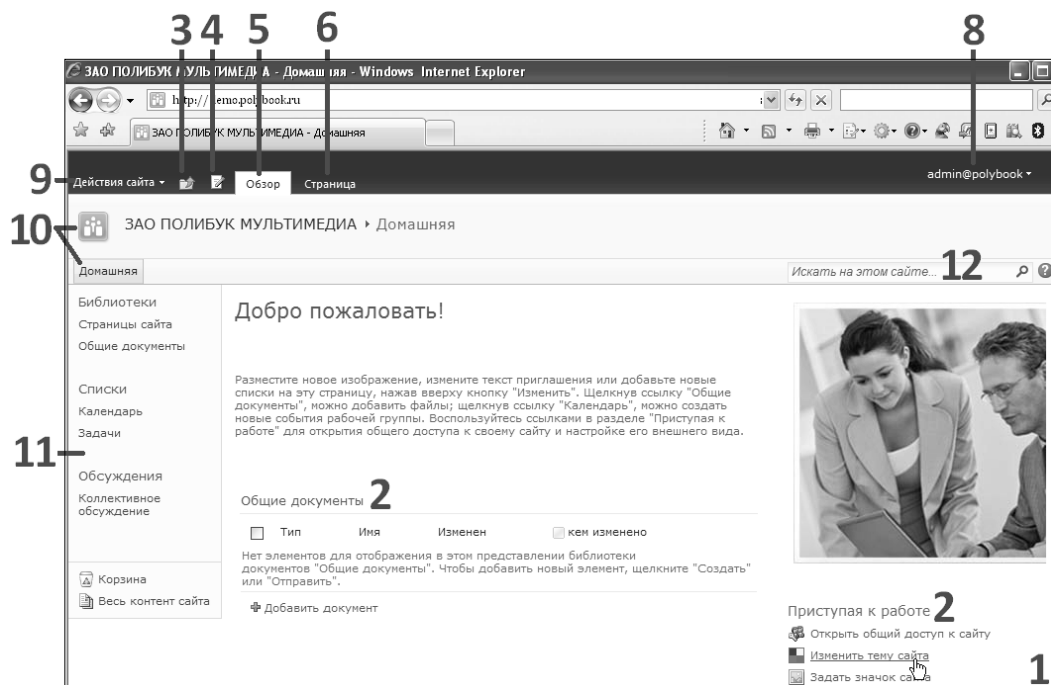 3 4 5 6 8
ЗАО ПОЛИБУК МУЛЬТИМЕДИА - Домашняя - Windows Internet Explorer
http://demo.polybook.ru
ЗАО ПОЛИБУК МУЛЬТИМЕДИА - Домашняя
9 Действия сайта Обзор Страница admin@polybook
10 ЗАО ПОЛИБУК МУЛЬТИМЕДИА Домашняя
Домашняя Искать на этом сайте... 12
Библиотеки
Страницы сайта
Общие документы
Списки
Календарь
Задачи
11
Обсуждения
Коллективное
обсуждение
Корзина
Весь контент сайта
Добро пожаловать!
Разместите новое изображение, измените текст приглашения или добавьте новые
списки на эту страницу, нажав вверху кнопку "Изменить". Щелкнув ссылку "Общие
документы", можно добавить файлы; щелкнув ссылку "Календарь", можно создать
новые события рабочей группы. Воспользуйтесь ссылками в разделе "Приступая к
работе" для открытия общего доступа к своему сайту и настройке его внешнего вида.
Общие документы 2
Тип Имя Изменен кем изменено
Нет элементов для отображения в этом представлении библиотеки
документов "Общие документы". Чтобы добавить новый элемент, щелкните "Создать"
или "Отправить".
Добавить документ
Приступая к работе 2
Открыть общий доступ к сайту
Изменить тему сайта
Задать значок сайта
1